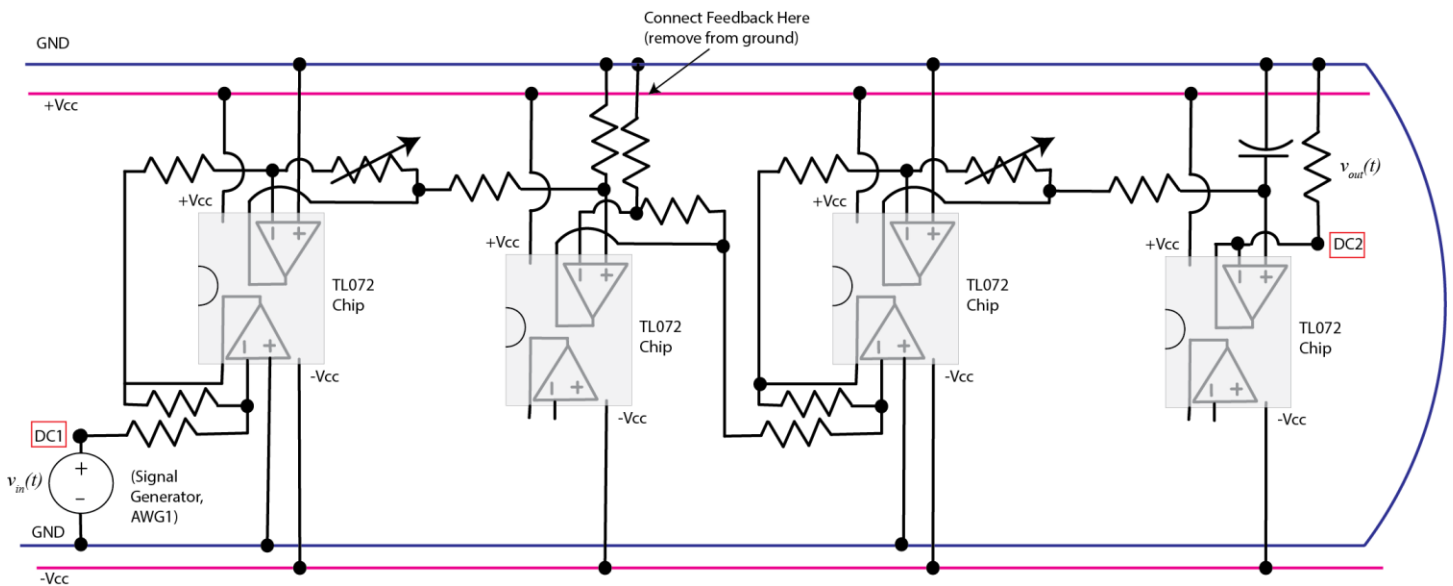 Connect Feedback Here
(remove from ground)
GND
+Vcc
+Vcc
+Vcc
+Vcc
+Vcc
v_out(t)
DC2
TL072
Chip
TL072
Chip
TL072
Chip
TL072
Chip
-Vcc
-Vcc
-Vcc
-Vcc
DC1
v_in(t)
(Signal
Generator,
AWG1)
GND
-Vcc